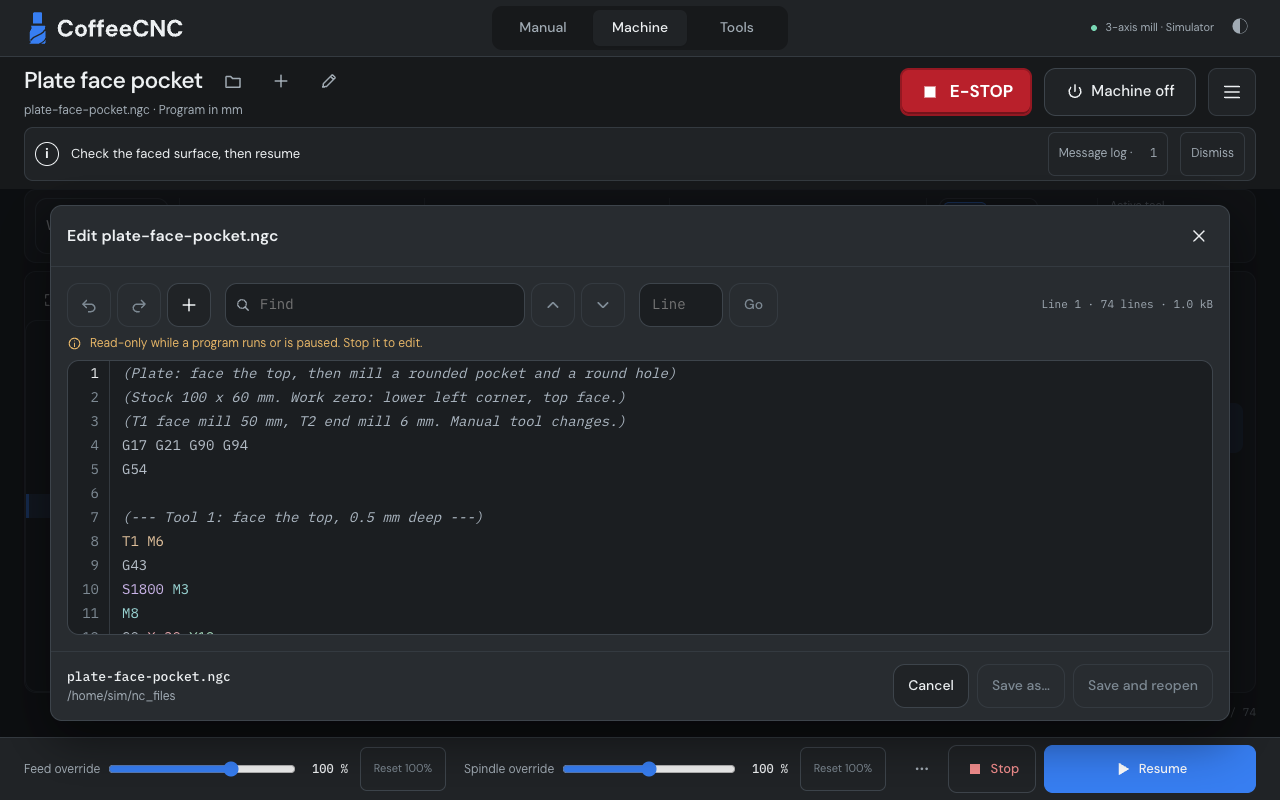 CoffeeCNC
Manual
Machine
Tools
3-axis mill · Simulator
Plate face pocket
plate-face-pocket.ngc · Program in mm
E-STOP
Machine off
Check the faced surface, then resume
Message log · 1
Dismiss
Active tool
Edit plate-face-pocket.ngc
Find
Line
Go
Line 1 · 74 lines · 1.0 kB
Read-only while a program runs or is paused. Stop it to edit.
1 (Plate: face the top, then mill a rounded pocket and a round hole)
2 (Stock 100 x 60 mm. Work zero: lower left corner, top face.)
3 (T1 face mill 50 mm, T2 end mill 6 mm. Manual tool changes.)
4 G17 G21 G90 G94
5 G54
6
7 (--- Tool 1: face the top, 0.5 mm deep ---)
8 T1 M6
9 G43
10 S1800 M3
11 M8
plate-face-pocket.ngc
/home/sim/nc_files
Cancel
Save as…
Save and reopen
/ 74
Feed override
100 %
Reset 100%
Spindle override
100 %
Reset 100%
Stop
Resume